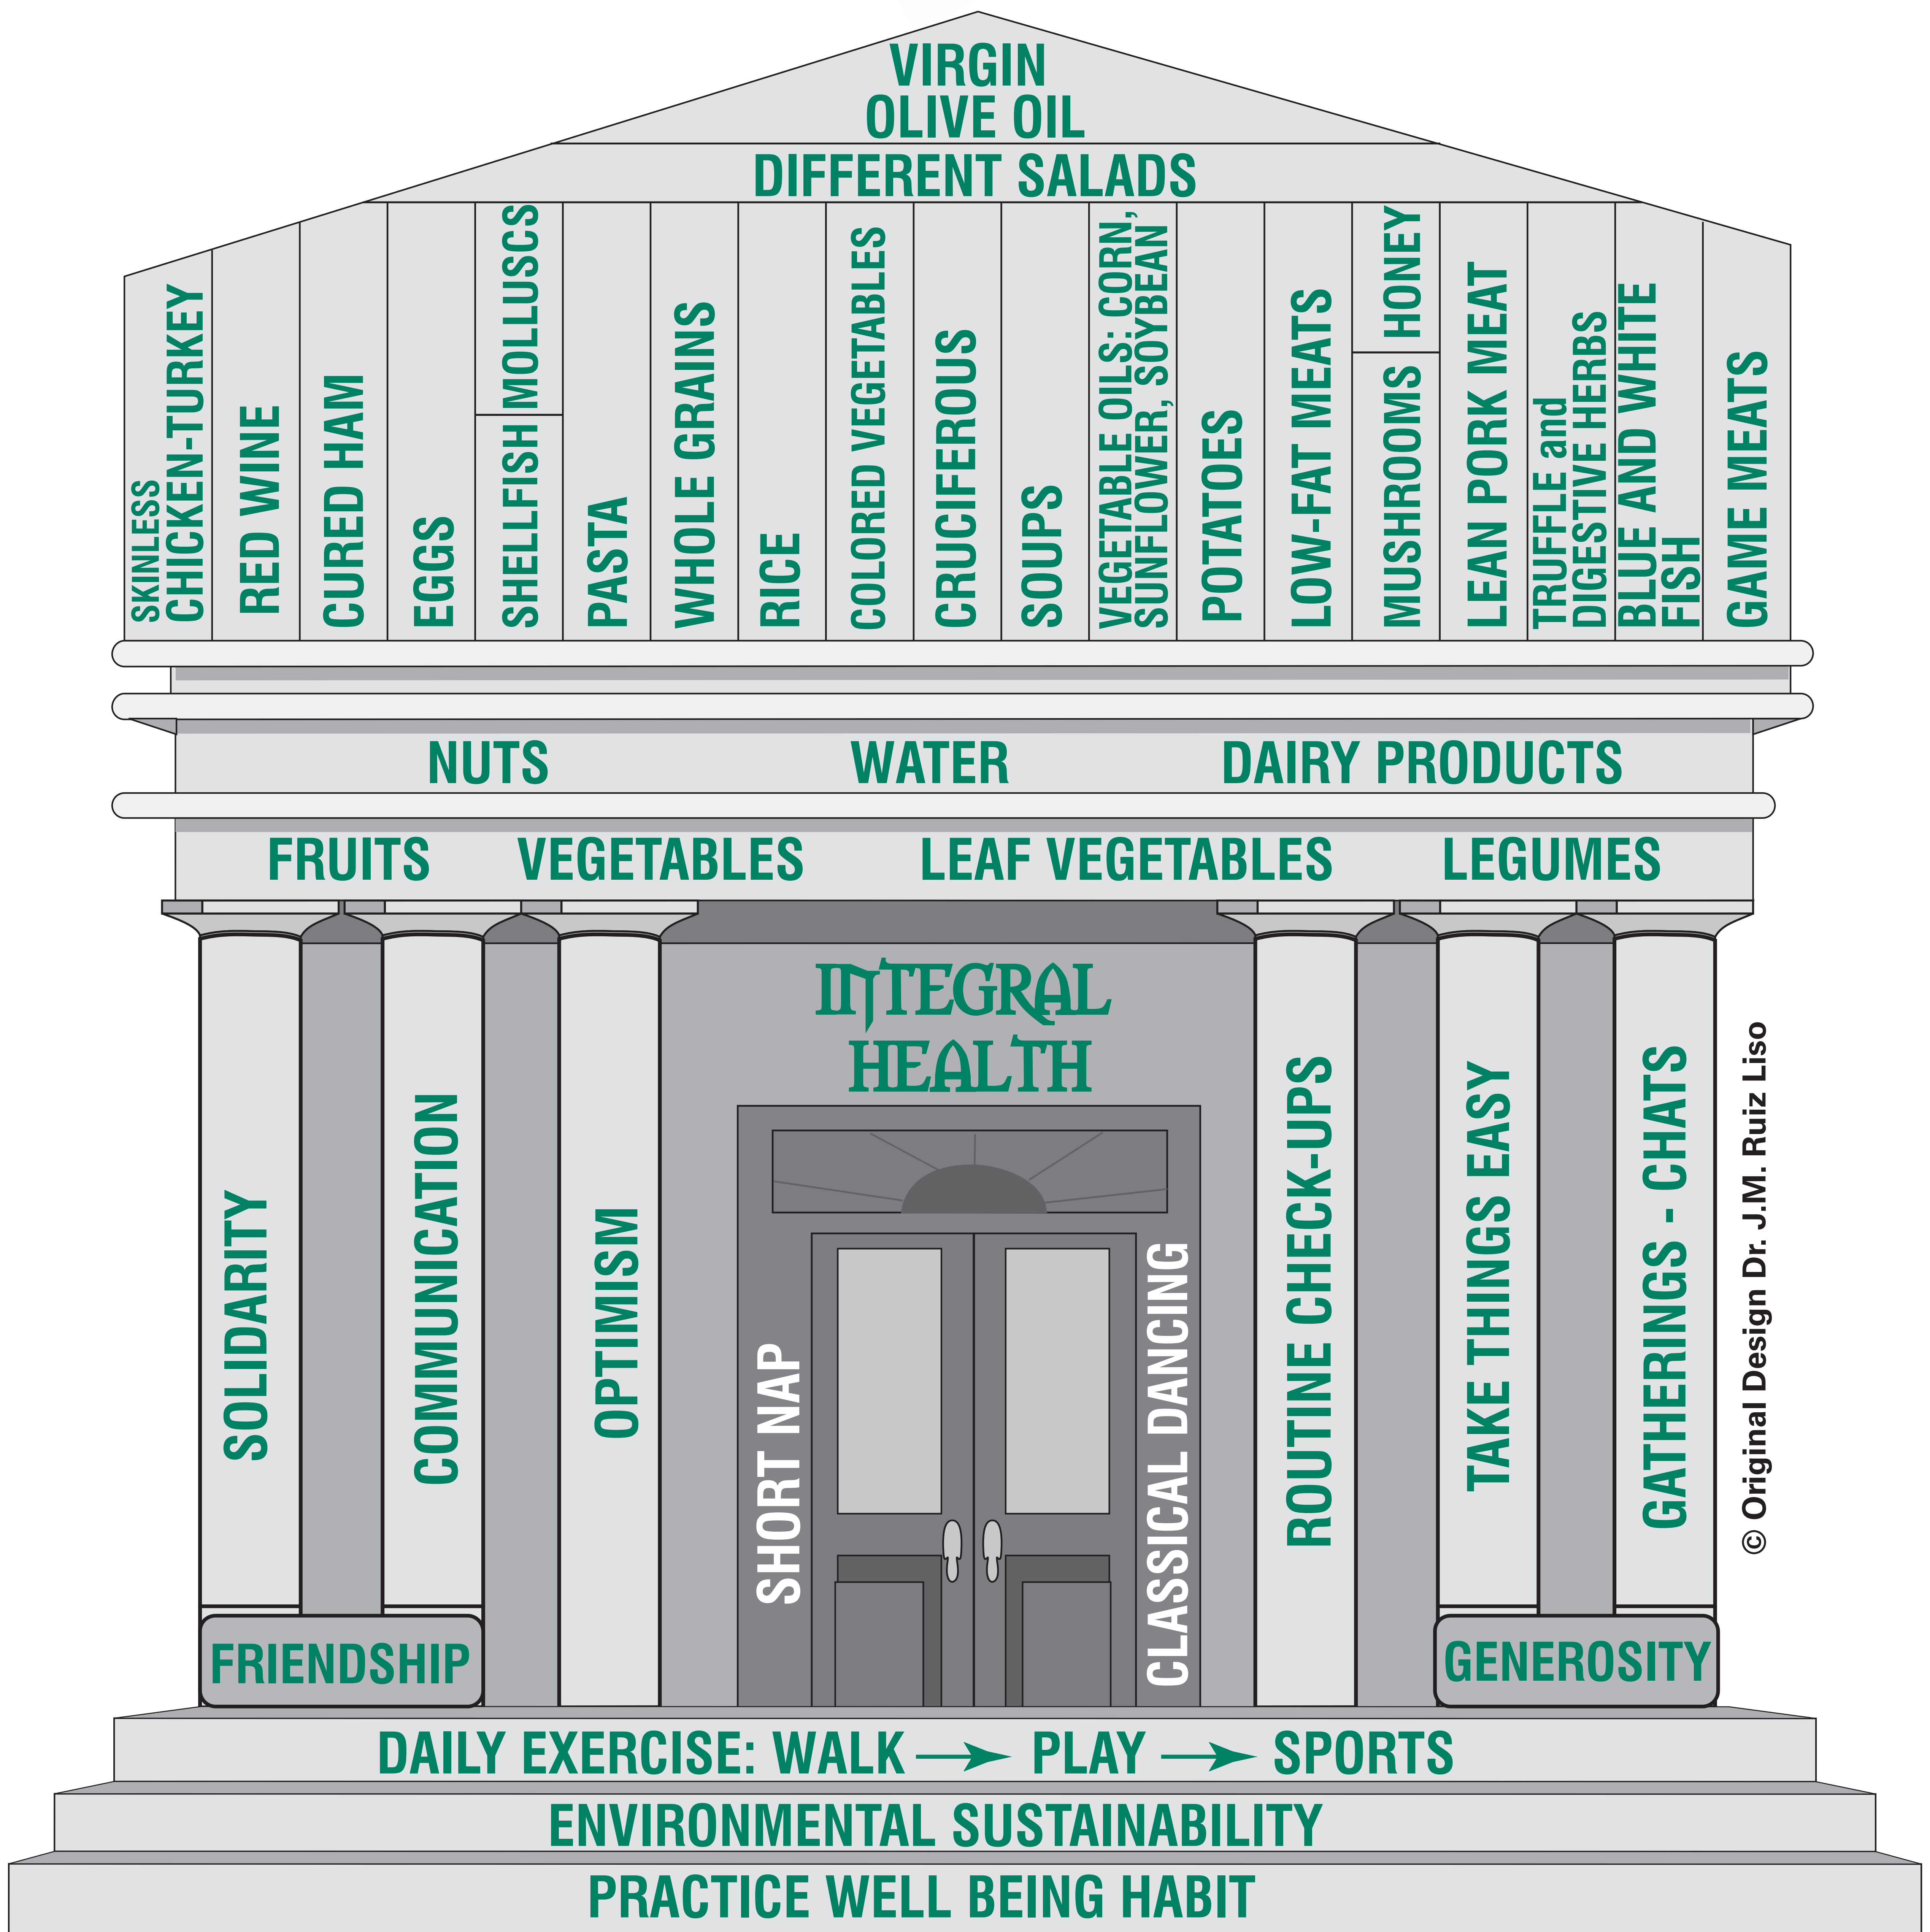 VIRGIN
OLIVE OIL
DIFFERENT SALADS
SKINLESS
CHICKEN-TURKEY
RED WINE
CURED HAM
EGGS
MOLLUSCS
SHELLFISH
PASTA
WHOLE GRAINS
RICE
COLORED VEGETABLES
CRUCIFEROUS
SOUPS
VEGETABLE OILS: CORN,
SUNFLOWER, SOYBEAN
POTATOES
LOW-FAT MEATS
HONEY
MUSHROOMS
LEAN PORK MEAT
TRUFFLE and
DIGESTIVE HERBS
BLUE AND WHITE
FISH
GAME MEATS
NUTS WATER DAIRY PRODUCTS
FRUITS VEGETABLES LEAF VEGETABLES LEGUMES
INTEGRAL
HEALTH
SOLIDARITY
COMMUNICATION
OPTIMISM
SHORT NAP
CLASSICAL DANCING
ROUTINE CHECK-UPS
TAKE THINGS EASY
GATHERINGS - CHATS
© Original Design Dr. J.M. Ruiz Liso
FRIENDSHIP
GENEROSITY
DAILY EXERCISE: WALK → PLAY → SPORTS
ENVIRONMENTAL SUSTAINABILITY
PRACTICE WELL BEING HABIT